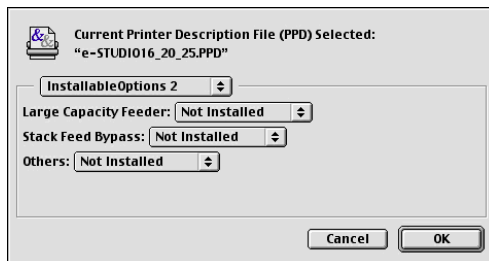 Current Printer Description File (PPD) Selected:
“e-STUDIO16_20_25.PPD”
InstallableOptions 2
Large Capacity Feeder: Not Installed
Stack Feed Bypass: Not Installed
Others: Not Installed
Cancel OK